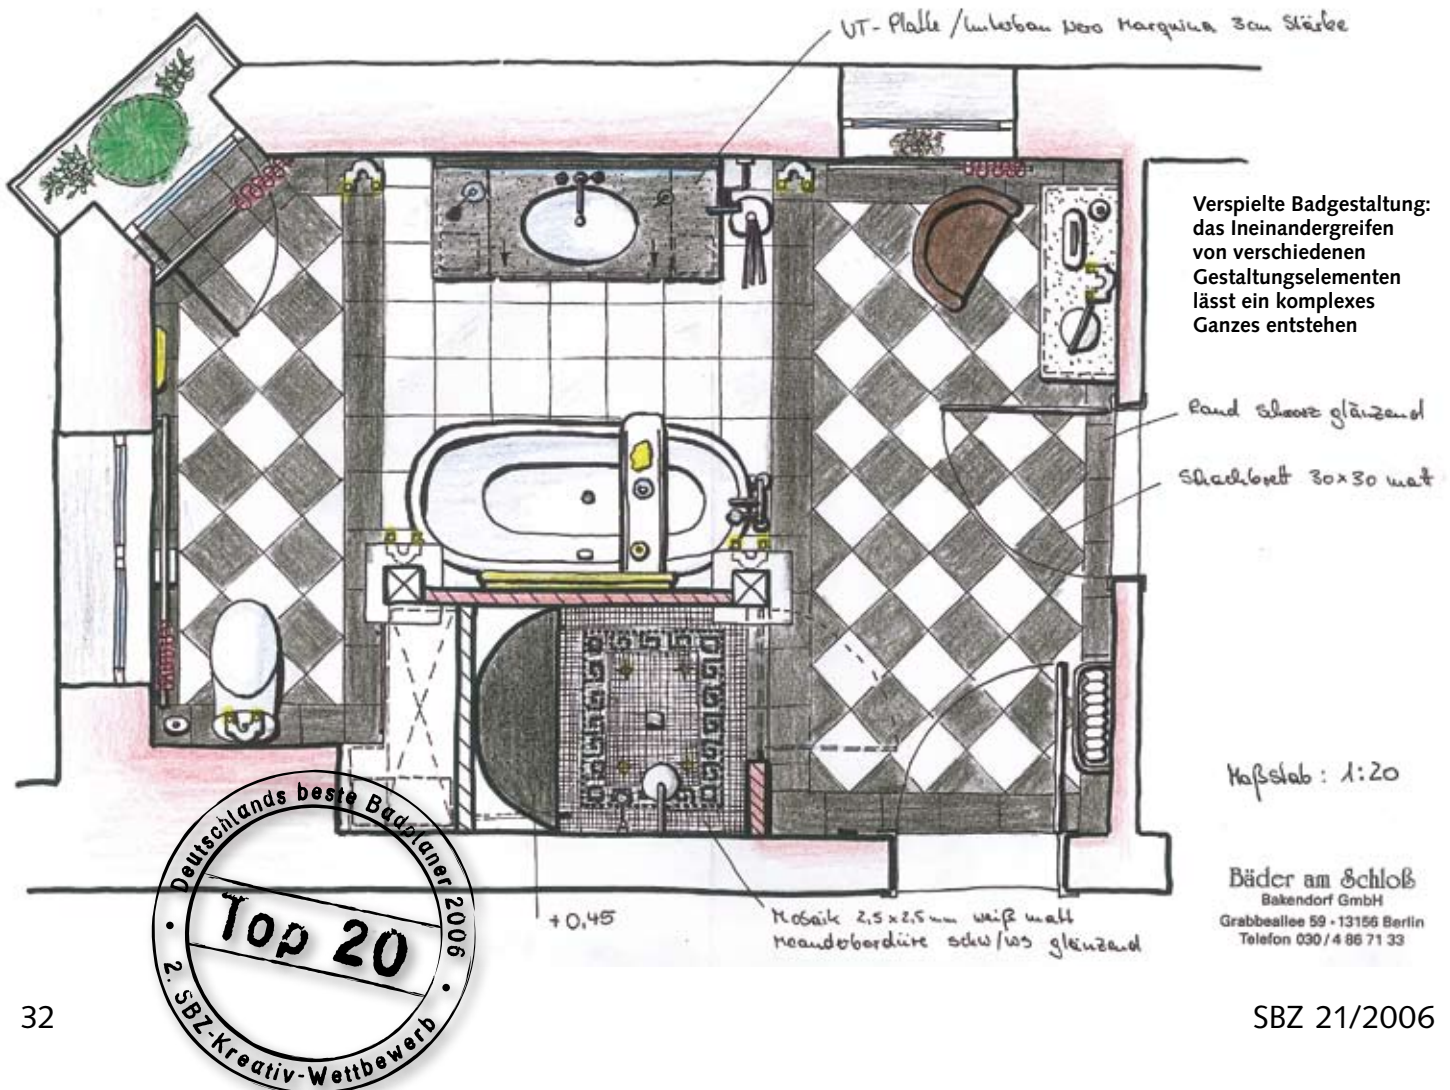 UT-Platte / Unterbau Nero Marquina 3cm Stärke
Verspielte Badgestaltung:
das Ineinandergreifen
von verschiedenen
Gestaltungselementen
lässt ein komplexes
Ganzes entstehen
Rand schwarz glänzend
Schachbrett 30x30 matt
Maßstab: 1:20
Bäder am Schloß
Bakendorf GmbH
Grabbeallee 59 - 13156 Berlin
Telefon 030 / 4 86 71 33
+0,45
Mosaik 2,5x2,5mm weiß matt
Meanderbordüre schw/ws glänzend
Deutschlands beste Badplaner 2006
Top 20
2. SBZ-Kreativ-Wettbewerb
32
SBZ 21/2006